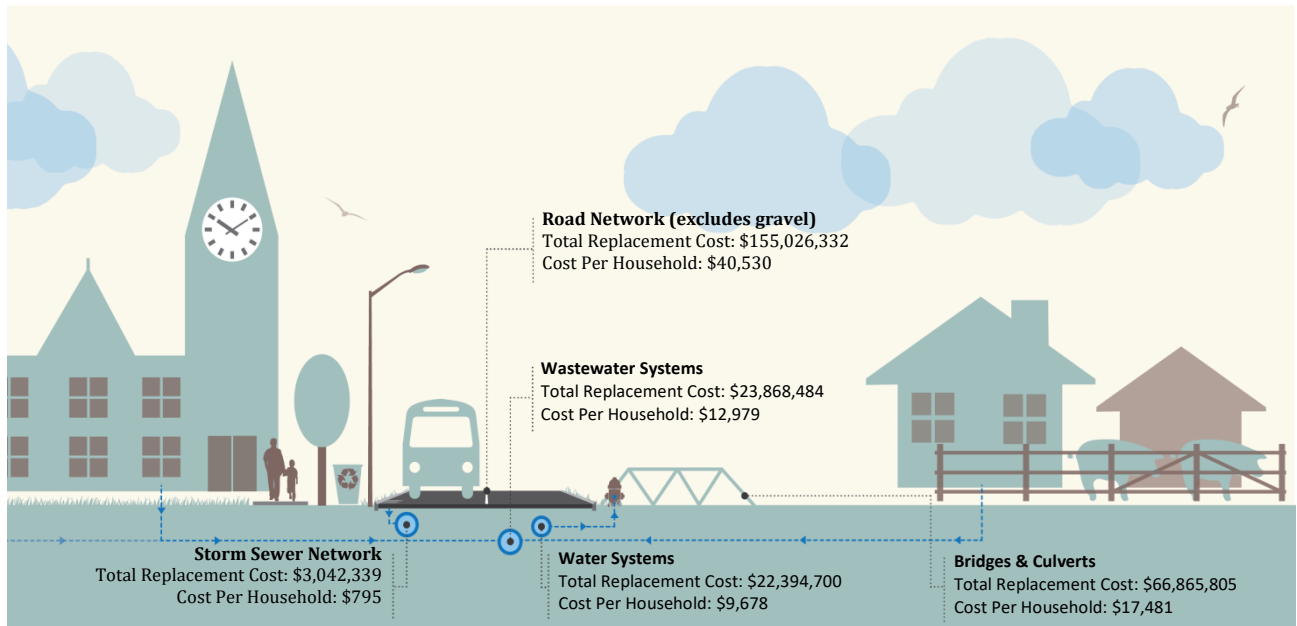 Road Network (excludes gravel)
Total Replacement Cost: $155,026,332
Cost Per Household: $40,530
Wastewater Systems
Total Replacement Cost: $23,868,484
Cost Per Household: $12,979
Storm Sewer Network
Total Replacement Cost: $3,042,339
Cost Per Household: $795
Water Systems
Total Replacement Cost: $22,394,700
Cost Per Household: $9,678
Bridges & Culverts
Total Replacement Cost: $66,865,805
Cost Per Household: $17,481